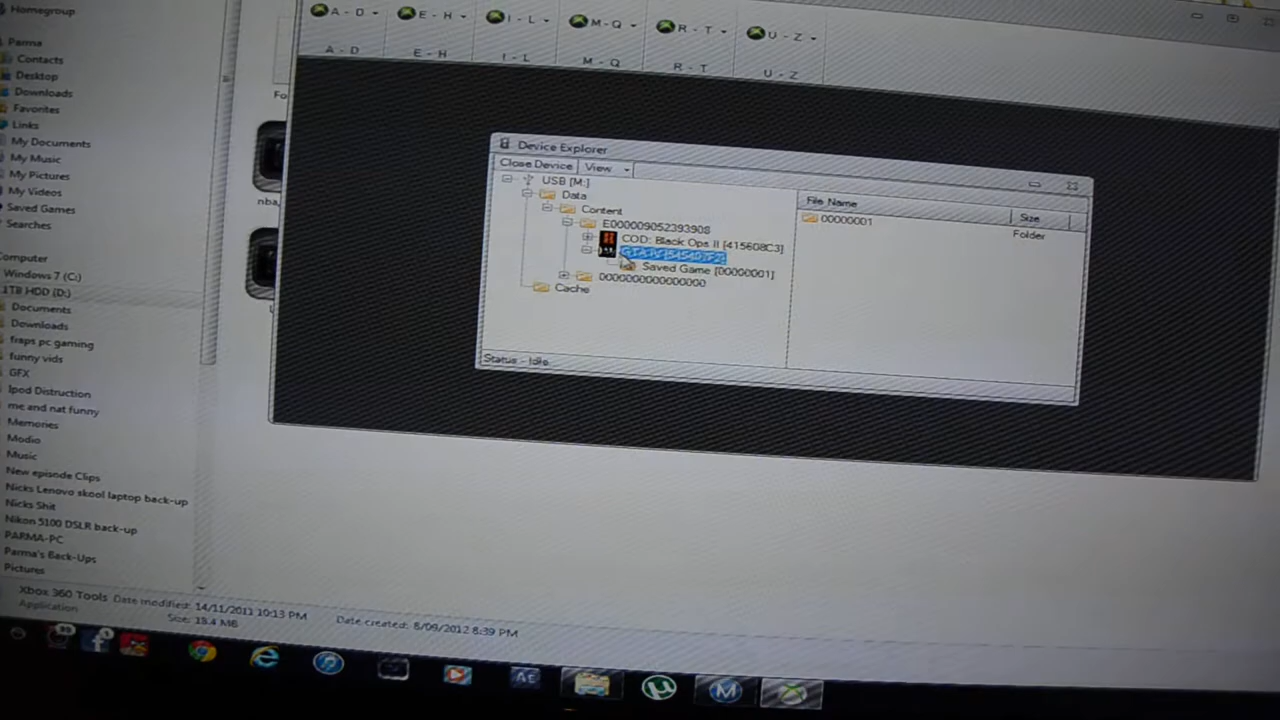 Homegroup
Parma
Contacts
Desktop
Downloads
Favorites
Links
My Documents
My Music
My Pictures
My Videos
Saved Games
Searches
Computer
Windows 7 (C:)
1TB HDD (D:)
Documents
Downloads
fraps pc gaming
funny vids
GFX
Ipod Distruction
me and nat funny
Memories
Modio
Music
New episode Clips
Nicks Lenovo skool laptop back-up
Nicks Shit
Nikon 5100 DSLR back-up
PARMA-PC
Parma's Back-Ups
Pictures
A - D
E - H
I - L
M - Q
R - T
U - Z
A - D
E - H
I - L
M - Q
R - T
U - Z
Fo
nba
Device Explorer
Close Device
View
USB [M:]
Data
Content
E000009052393908
COD: Black Ops II [415608C3]
Saved Game [00000001]
0000000000000000
Cache
File Name
Size
00000001
Folder
Status - Idle
Xbox 360 Tools Date modified: 14/11/2013 10:13 PM
Date created: 8/09/2012 8:39 PM
Application
Size: 18.4 MB